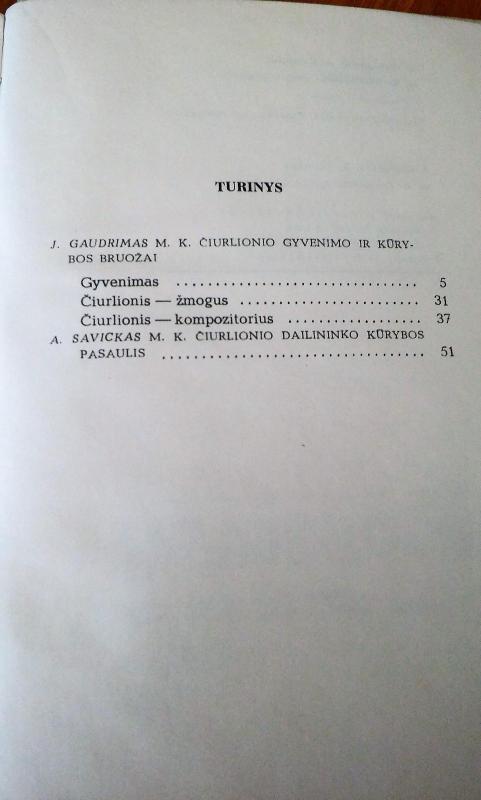 TURINYS
J. GAUDRIMAS M. K. ČIURLIONIO GYVENIMO IR KŪRY-
BOS BRUOŽAI
Gyvenimas ............................... 5
Čiurlionis — žmogus ....................... 31
Čiurlionis — kompozitorius ................. 37
A. SAVICKAS M. K. ČIURLIONIO DAILININKO KŪRYBOS
PASAULIS .................................. 51